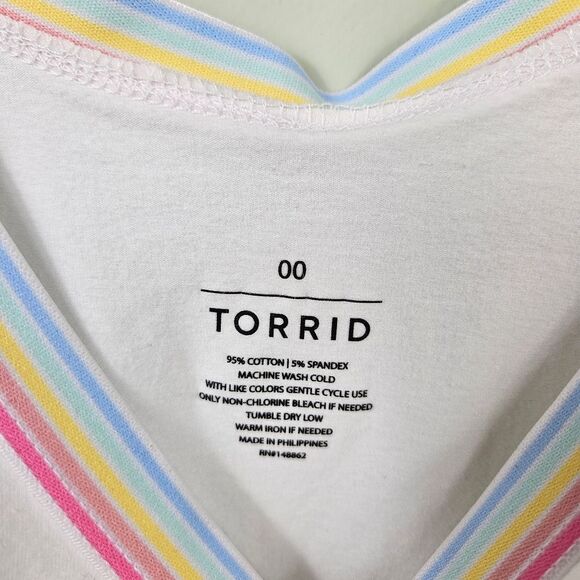 00
TORRID
95% COTTON | 5% SPANDEX
MACHINE WASH COLD
WITH LIKE COLORS GENTLE CYCLE USE
ONLY NON-CHLORINE BLEACH IF NEEDED
TUMBLE DRY LOW
WARM IRON IF NEEDED
MADE IN PHILIPPINES
RN#148862